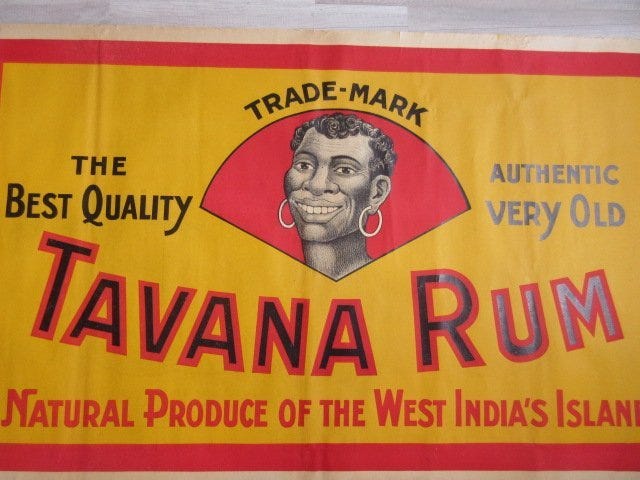 TRADE-MARK
THE
BEST QUALITY
AUTHENTIC
VERY OLD
TAVANA RUM
NATURAL PRODUCE OF THE WEST INDIA'S ISLAN